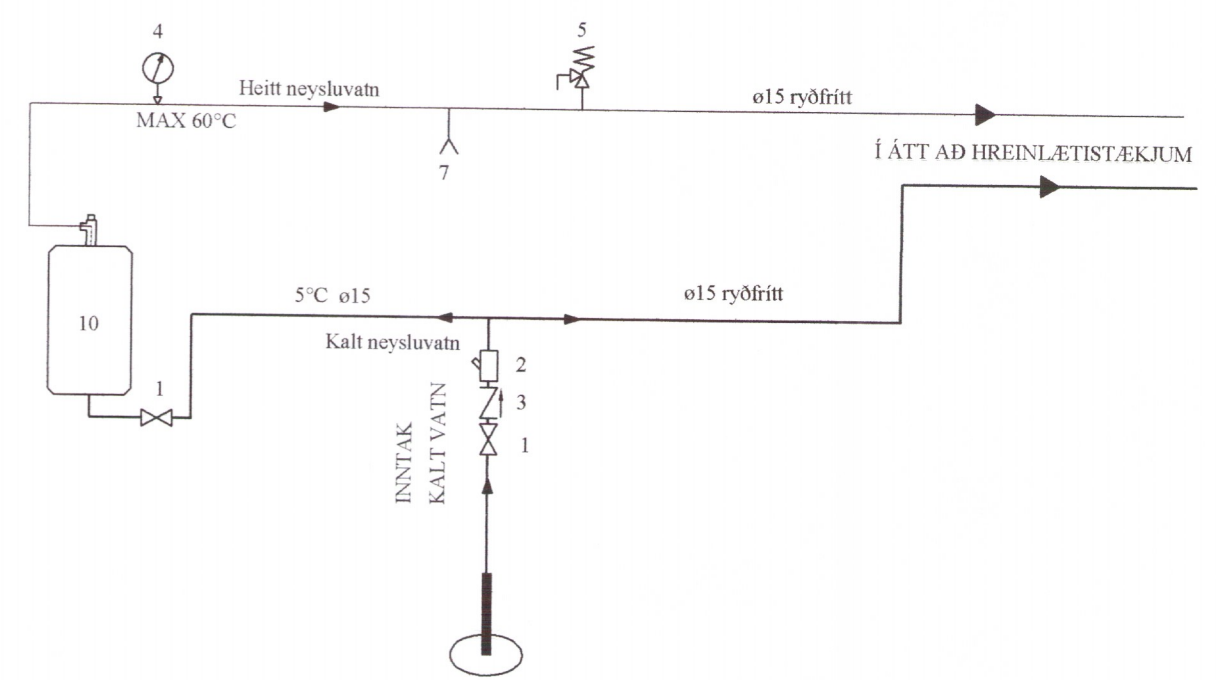 4
5
Heitt neysluvatn
ø15 ryðfrítt
MAX 60°C
7
Í ÁTT AÐ HREINLÆTISTÆKJUM
5°C ø15
ø15 ryðfrítt
10
Kalt neysluvatn
2
1
3
1
INNTAK
KALT VATN